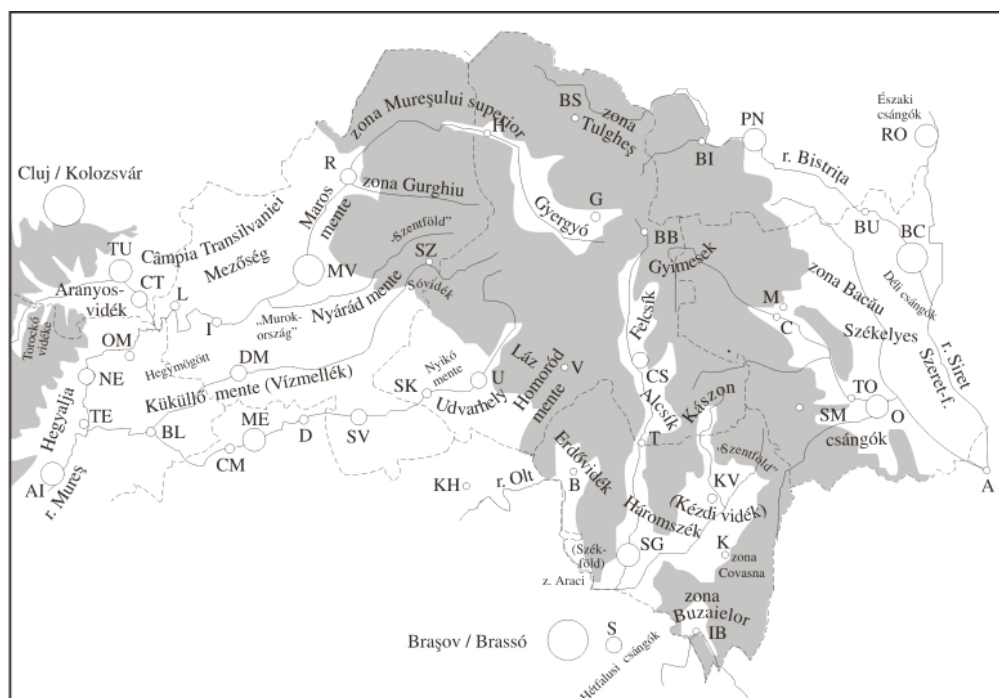 Északi
csángók
RO
BS
zona
Tulgheş
zona Mureşului superior
H
PN
BI
r. Bistrița
Cluj / Kolozsvár
R
zona Gurghiu
Maros
mente
Gyergyó
G
BU
BC
BB
Gyimesek
„Szentföld”
SZ
Sóvidék
Câmpia Transilvaniei
Mezőség
MV
TU
CT
Aranyos-
vidék
L
I
Nyárád mente
„Murok-
ország”
Torockó
vidéke
OM
NE
TE
Hegyalja
AI
r. Mureş
Hegymögött
DM
Küküllő mente (Vízmellék)
BL
CM
ME
D
SV
SK
Nyikó
mente
U
Udvarhely
Láz
Homoród
mente
V
Felcsík
CS
Alcsík
T
Kászon
M
C
zona Bacău
Déli csángók
Székelyes
Szeret-f.
r. Siret
TO
O
SM
csángók
A
„Szentföld”
KV
(Kézdi vidék)
Háromszék
Erdővidék
B
KH
r. Olt
(Szék-
föld)
SG
K
zona
Covasna
z. Araci
zona
Buzaielor
IB
Braşov / Brassó
S
Hétfalusi csángók